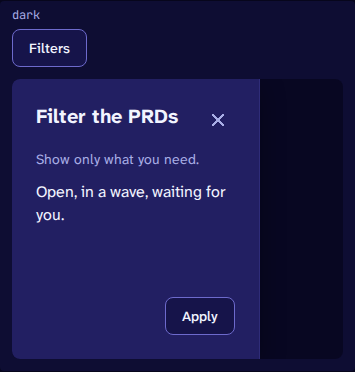 dark
Filters
Filter the PRDs
Show only what you need.
Open, in a wave, waiting for
you.
Apply